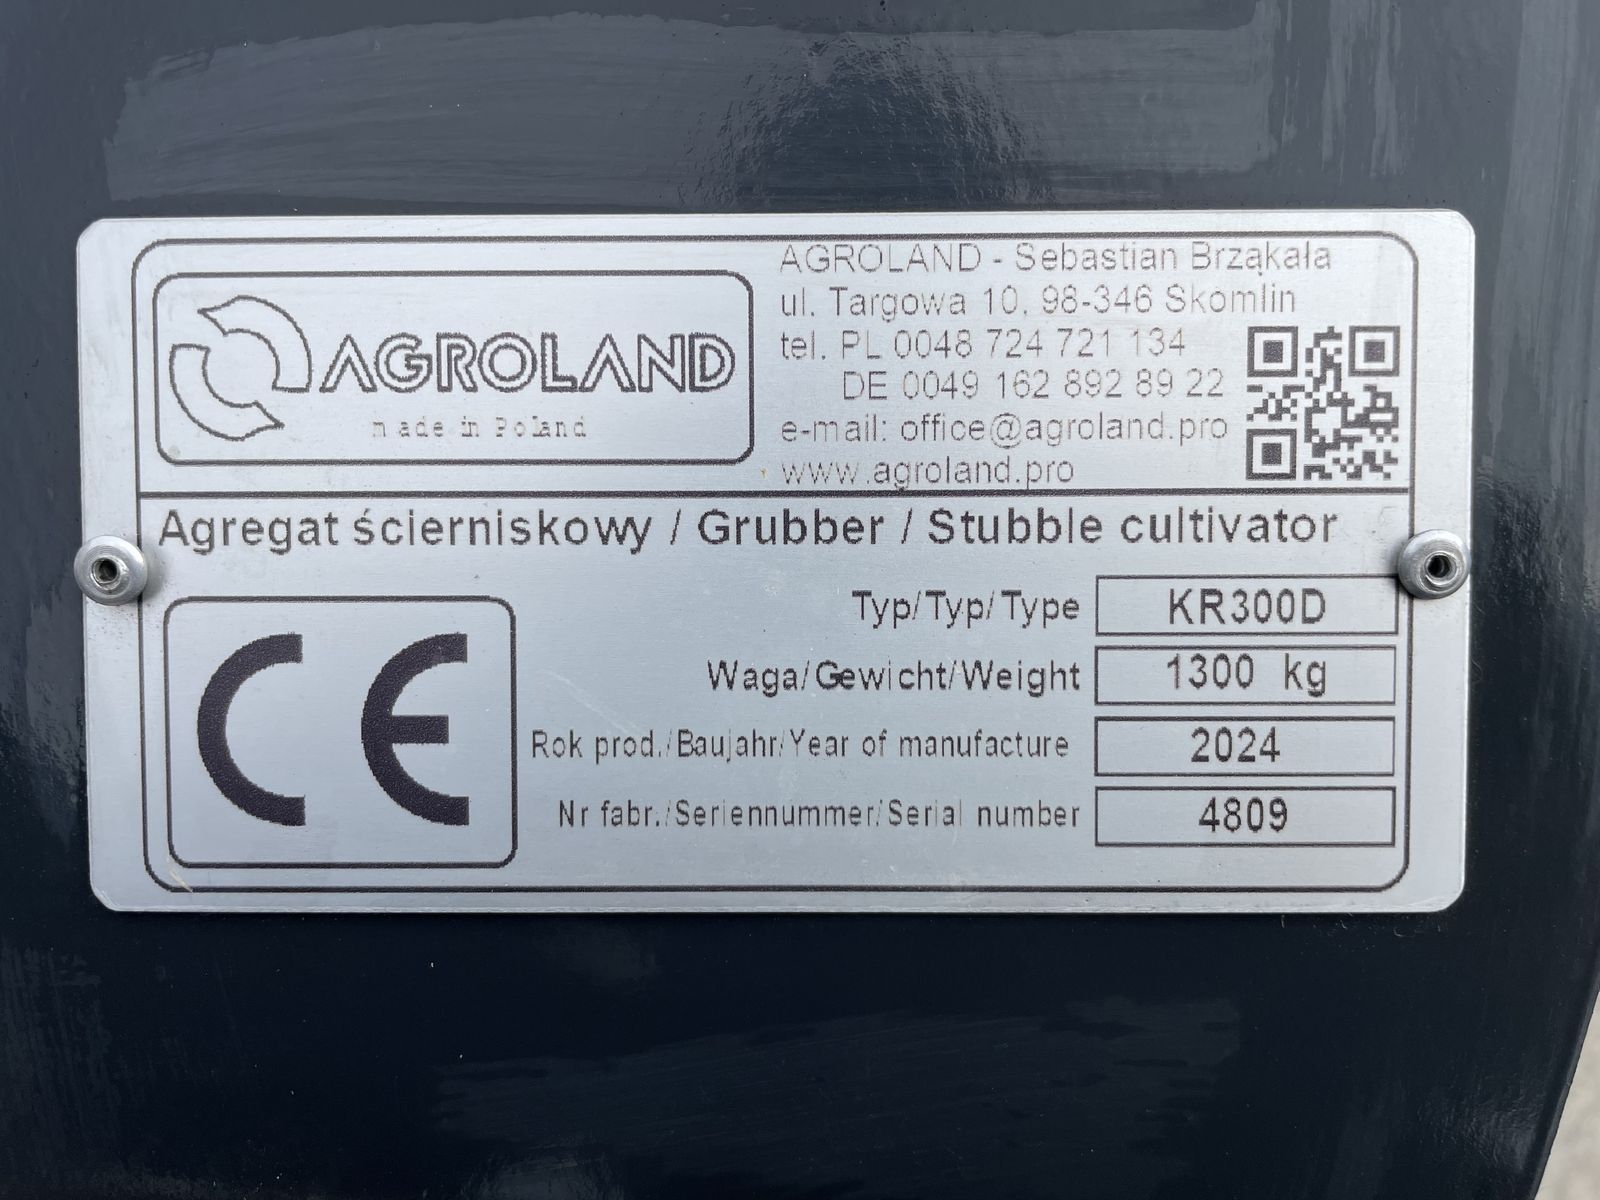 AGROLAND
made in Poland
AGROLAND - Sebastian Brząkała
ul. Targowa 10, 98-346 Skomlin
tel. PL 0048 724 721 134
DE 0049 162 892 89 22
e-mail: office@agroland.pro
www.agroland.pro
Agregat ścierniskowy / Grubber / Stubble cultivator
CE
Typ/Typ/Type KR300D
Waga/Gewicht/Weight 1300 kg
Rok prod./Baujahr/Year of manufacture 2024
Nr fabr./Seriennummer/Serial number 4809